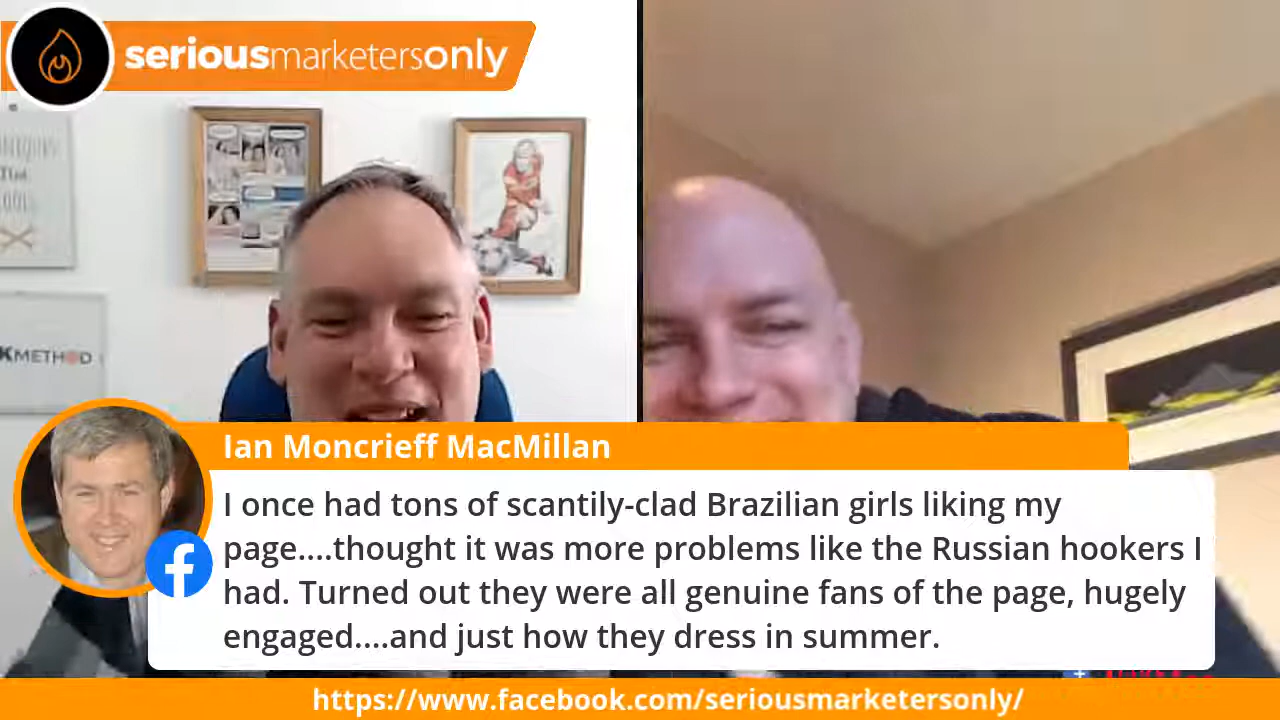 seriousmarketersonly
KMETHOD
Ian Moncrieff MacMillan
I once had tons of scantily-clad Brazilian girls liking my
page....thought it was more problems like the Russian hookers I
had. Turned out they were all genuine fans of the page, hugely
engaged....and just how they dress in summer.
https://www.facebook.com/seriousmarketersonly/